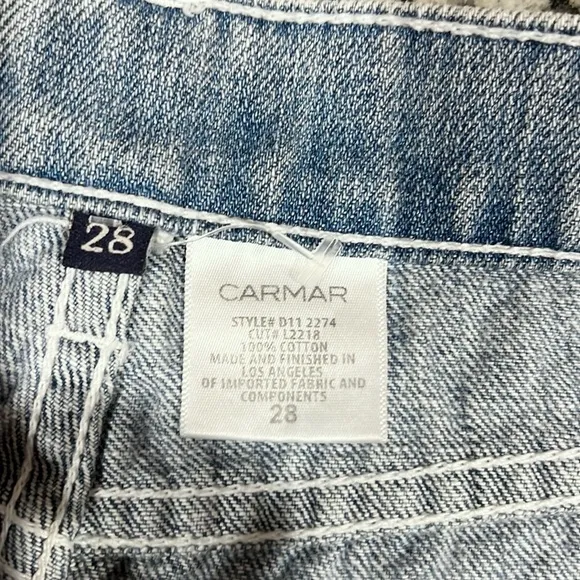 28
CARMAR
STYLE# D11 2274
CUT# L2218
100% COTTON
MADE AND FINISHED IN
LOS ANGELES
OF IMPORTED FABRIC AND
COMPONENTS
28